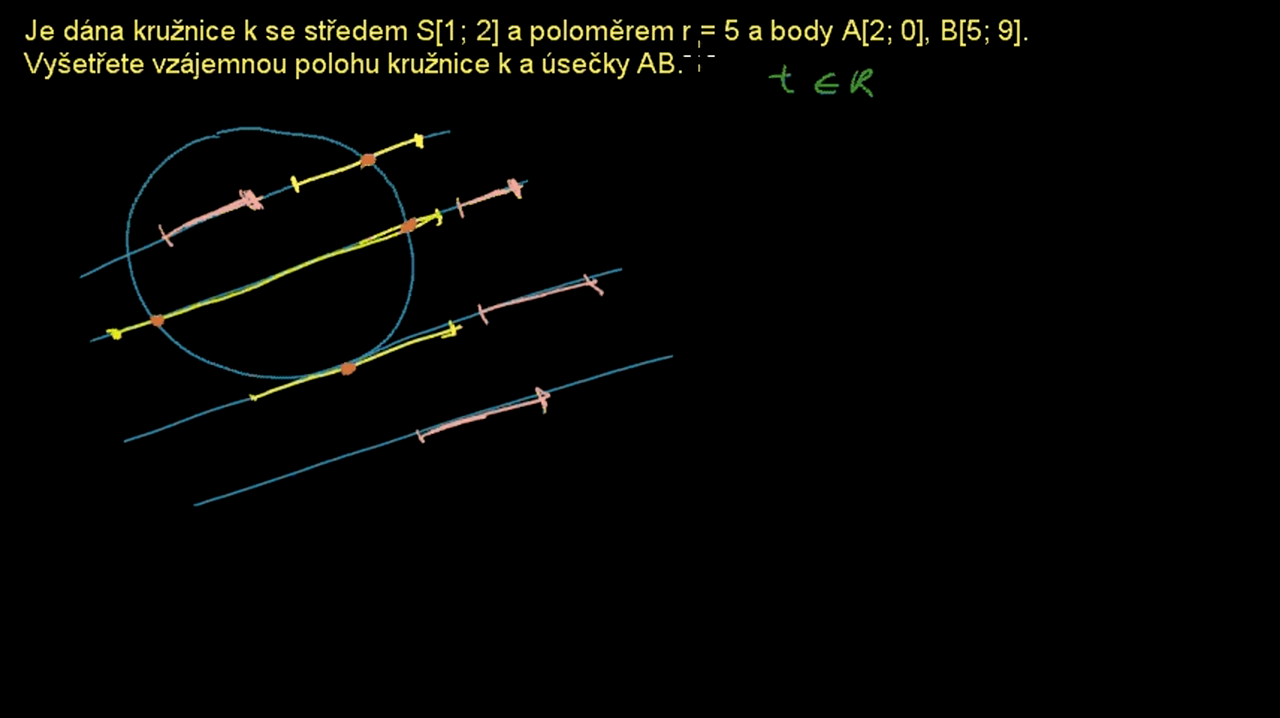 Je dána kružnice k se středem S[1; 2] a poloměrem r = 5 a body A[2; 0], B[5; 9].
Vyšetřete vzájemnou polohu kružnice k a úsečky AB.
t ∈ R